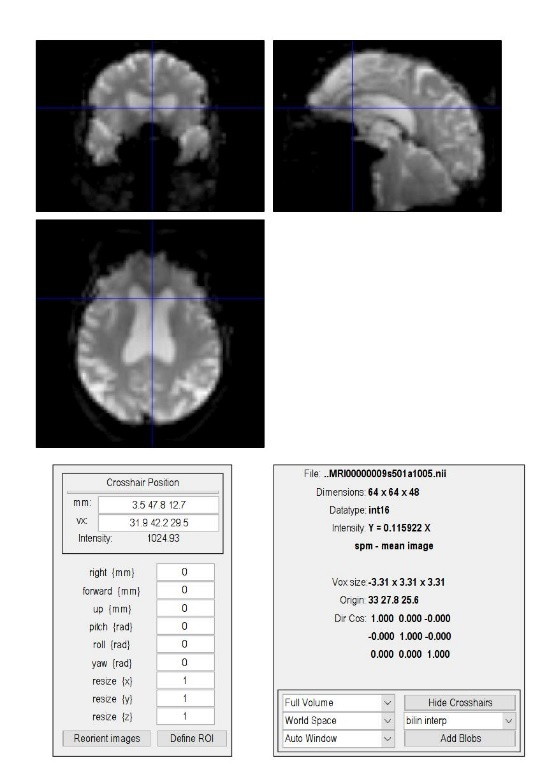 Crosshair Position
mm: 3.5 47.8 12.7
vx: 31.9 42.2 29.5
Intensity: 1024.93
right {mm} 0
forward {mm} 0
up {mm} 0
pitch {rad} 0
roll {rad} 0
yaw {rad} 0
resize {x} 1
resize {y} 1
resize {z} 1
Reorient images Define ROI
File: ..MRI00000009s501a1005.nii
Dimensions: 64 x 64 x 48
Datatype: int16
Intensity: Y = 0.115922 X
spm - mean image
Vox size: -3.31 x 3.31 x 3.31
Origin: 33 27.8 25.6
Dir Cos: 1.000 0.000 -0.000
-0.000 1.000 -0.000
0.000 0.000 1.000
Full Volume Hide Crosshairs
World Space bilin interp
Auto Window Add Blobs